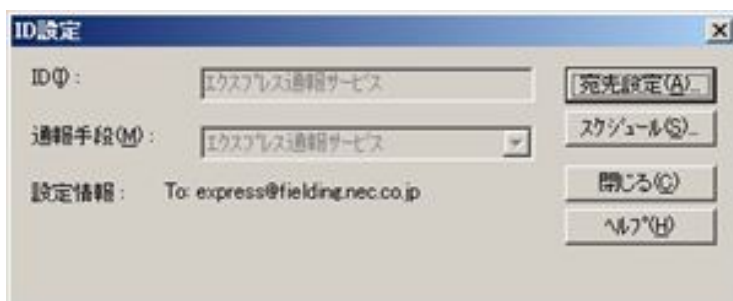 ID設定
ID(I):
ｴｸｽﾌﾟﾚｽ通報ｻｰﾋﾞｽ
宛先設定(A)...
通報手段(M):
ｴｸｽﾌﾟﾚｽ通報ｻｰﾋﾞｽ
ｽｹｼﾞｭｰﾙ(S)...
設定情報:
To: express@fielding.nec.co.jp
閉じる(C)
ﾍﾙﾌﾟ(H)